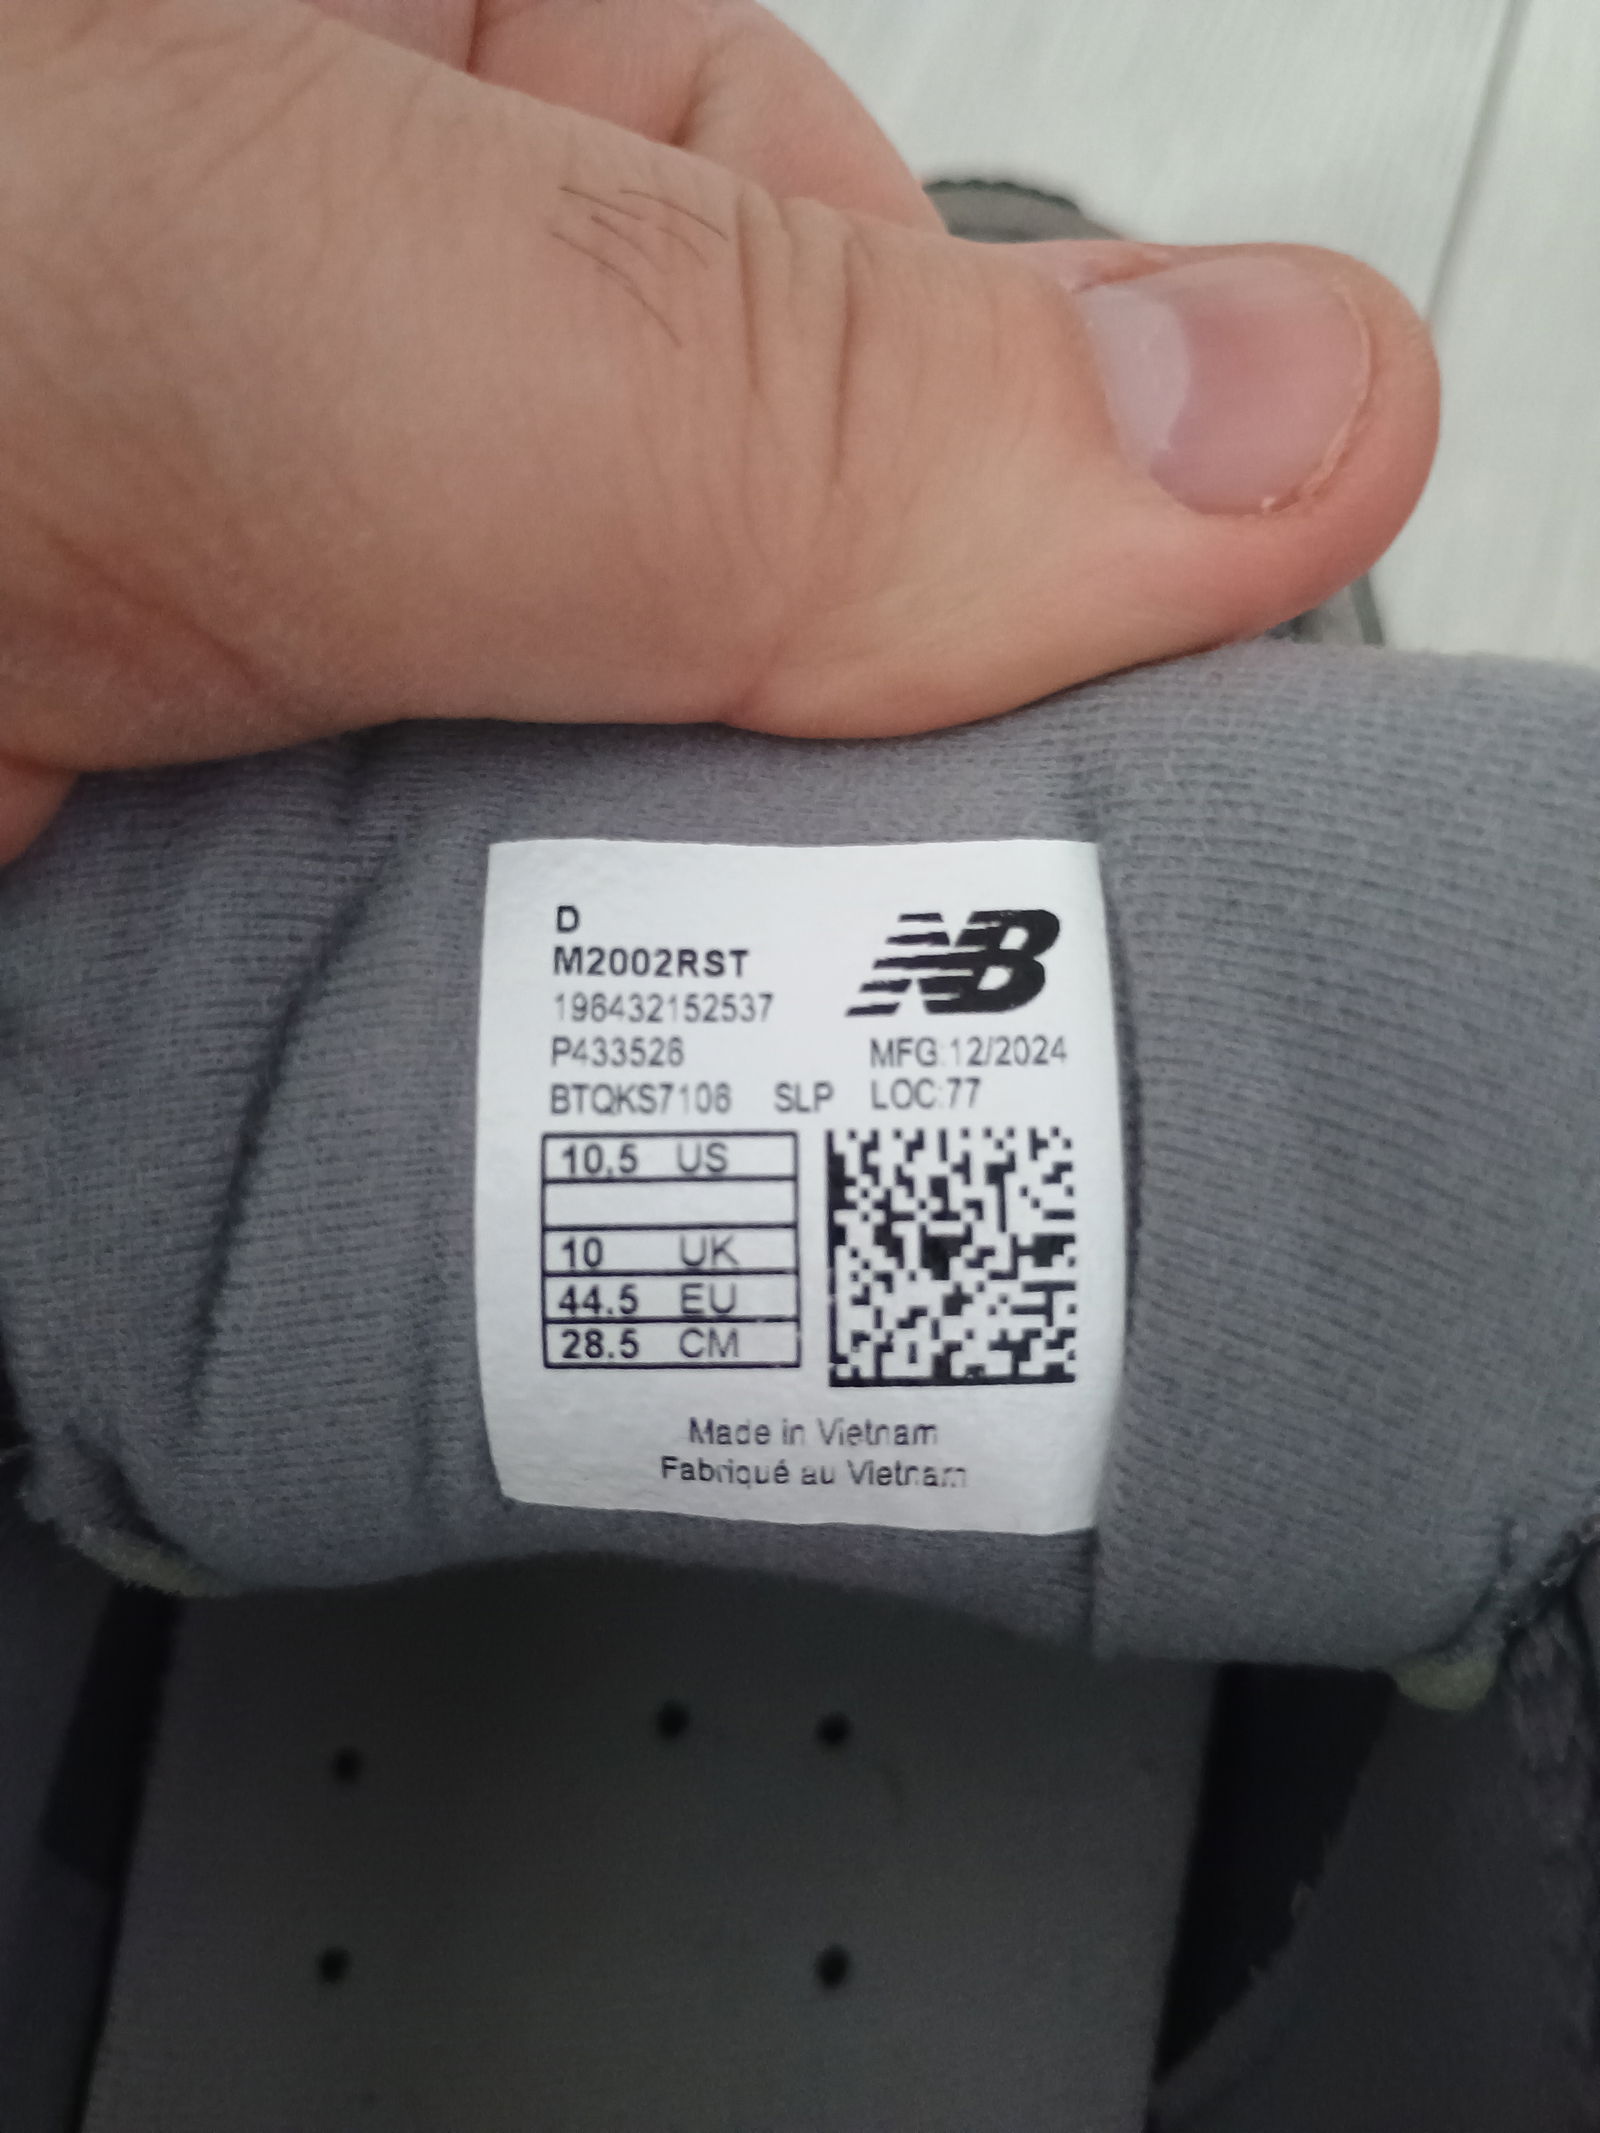 D
M2002RST
NB
196432152537
P433526
MFG:12/2024
BTQKS7106 SLP LOC:77
10.5 US
10 UK
44.5 EU
28.5 CM
Made in Vietnam
Fabriqué au Vietnam